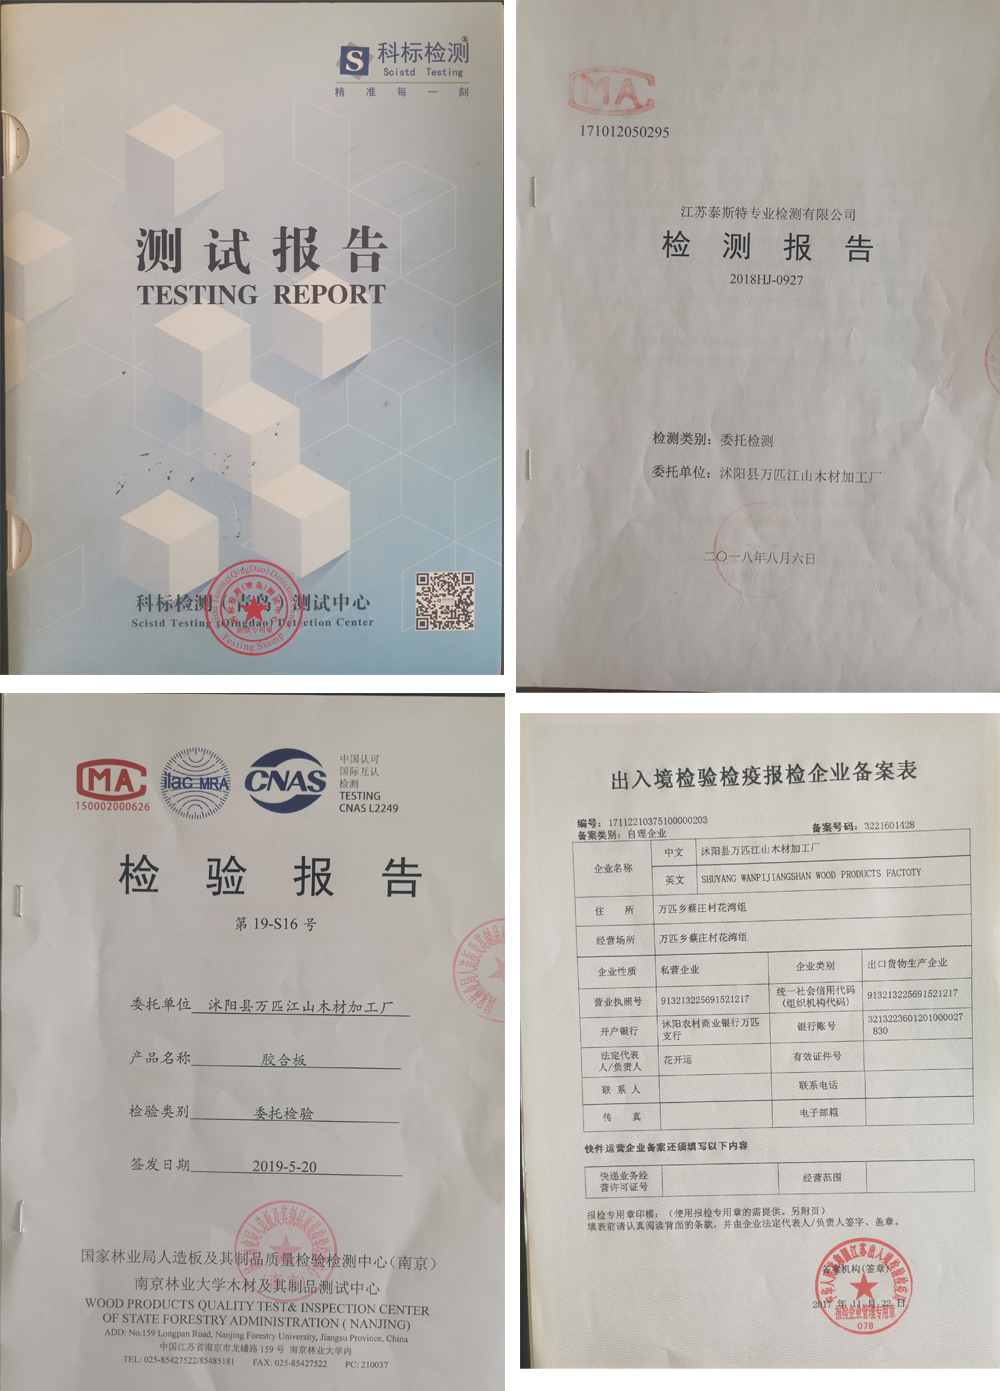 科标检测
Scistd Testing
精 准 每 一 刻
测 试 报 告
TESTING REPORT
科标检测（青岛）测试中心
Scistd Testing (Qingdao) Detection Center
Testing Stamp
MA
171012050295
江苏泰斯特专业检测有限公司
检 测 报 告
2018HJ-0927
检测类别：委托检测
委托单位：沭阳县万匹江山木材加工厂
二〇一八年八月六日
MA
150002000626
ilac-MRA
CNAS
中国认可
国际互认
检测
TESTING
CNAS L2249
检 验 报 告
第 19-S16 号
委托单位 沭阳县万匹江山木材加工厂
产品名称 胶合板
检验类别 委托检验
签发日期 2019-5-20
国家林业局人造板及其制品质量检验检测中心（南京）
南京林业大学木材及其制品测试中心
WOOD PRODUCTS QUALITY TEST& INSPECTION CENTER
OF STATE FORESTRY ADMINISTRATION ( NANJING)
ADD: No.159 Longpan Road, Nanjing Forestry University, Jiangsu Province, China
中国江苏省南京市龙蟠路 159 号 南京林业大学内
TEL: 025-85427522/85485181 FAX: 025-85427522 PC: 210037
出入境检验检疫报检企业备案表
编号：17112210375100000203
备案类别：自理企业
备案号码：3221601428
企业名称 中文 沭阳县万匹江山木材加工厂
英文 SHUYANG WANPIJIANGSHAN WOOD PRODUCTS FACTOTY
住 所 万匹乡蔡庄村花湾组
经营场所 万匹乡蔡庄村花湾组
企业性质 私营企业 企业类别 出口货物生产企业
营业执照号 913213225691521217 统一社会信用代码
(组织机构代码) 913213225691521217
开户银行 沭阳农村商业银行万匹
支行 银行账号 3213223601201000027
830
法定代表
人/负责人 花开运 有效证件号
联 系 人 联系电话
传 真 电子邮箱
快件运营企业备案还须填写以下内容
快递业务经
营许可证号 经营范围
报检专用章印模：（使用报检专用章的需提供。另附页）
填表前请认真阅读背面的条款，并由企业法定代表人/负责人签字、盖章。
备案机构(签章)
2017 年 11 月 22 日
报检企业管理专用章
078